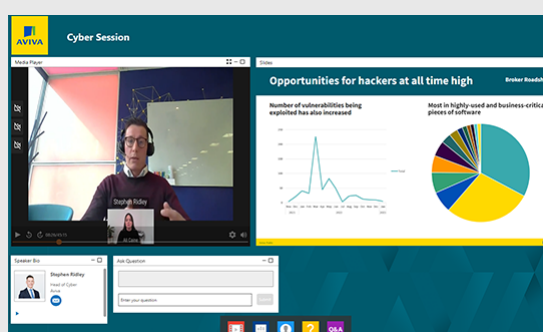 AVIVA
Cyber Session
Media Player
Slides
Opportunities for hackers at all time high
Broker Roadsh
Number of vulnerabilities being
exploited has also increased
Most in highly-used and business-critica
pieces of software
Stephen Ridley
Speaker Bio
Stephen Ridley
Head of Cyber
Aviva
Ask Question
Enter your question
Q&A